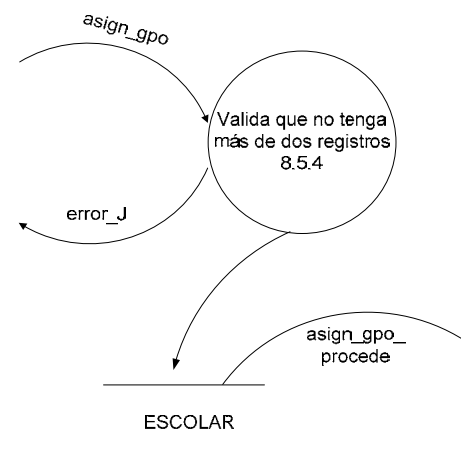 asign_gpo
Valida que no tenga
más de dos registros
8.5.4
error_J
asign_gpo_
procede
ESCOLAR